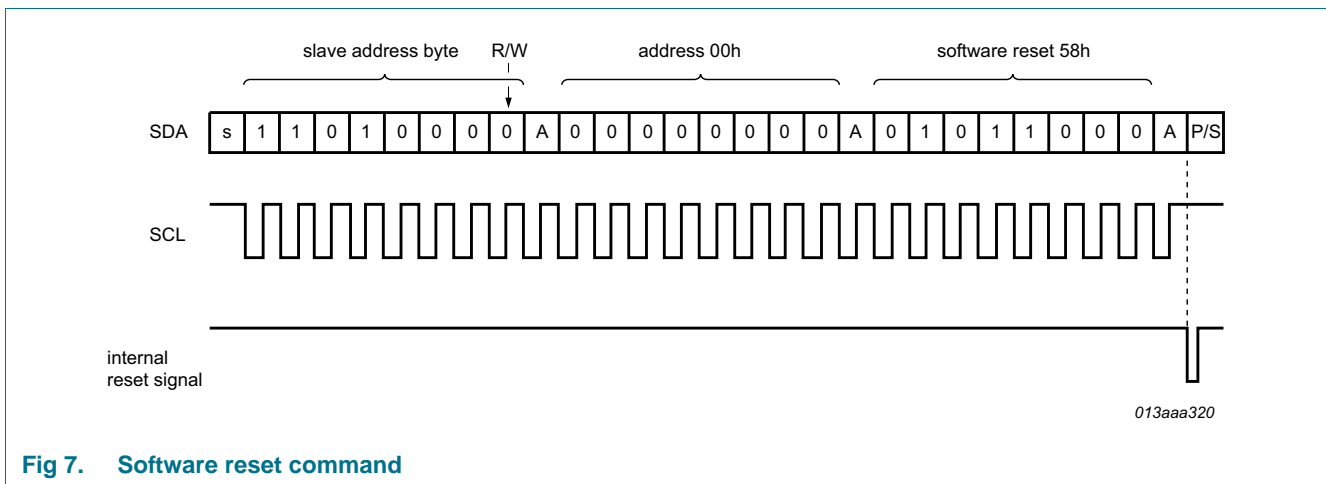 slave address byte R/W address 00h software reset 58h
SDA s 1 1 0 1 0 0 0 0 A 0 0 0 0 0 0 0 0 A 0 1 0 1 1 0 0 0 A P/S
SCL
internal
reset signal
013aaa320
Fig 7. Software reset command